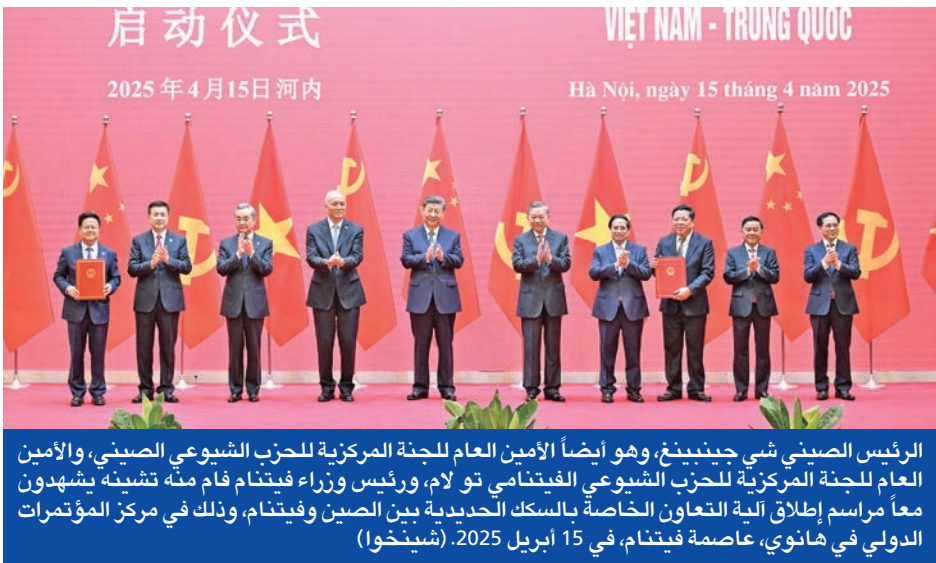 启动仪式
VIỆT NAM - TRUNG QUỐC
2025年4月15日 河内
Hà Nội, ngày 15 tháng 4 năm 2025
الرئيس الصيني شي جينبينغ، وهو أيضاً الأمين العام للجنة المركزية للحزب الشيوعي الصيني، والأمين
العام للجنة المركزية للحزب الشيوعي الفيتنامي تو لام، ورئيس وزراء فيتنام فام منه تشينه يشهدون
معاً مراسم إطلاق آلية التعاون الخاصة بالسكك الحديدية بين الصين وفيتنام، وذلك في مركز المؤتمرات
الدولي في هانوي، عاصمة فيتنام، في 15 أبريل 2025. (شينخوا)